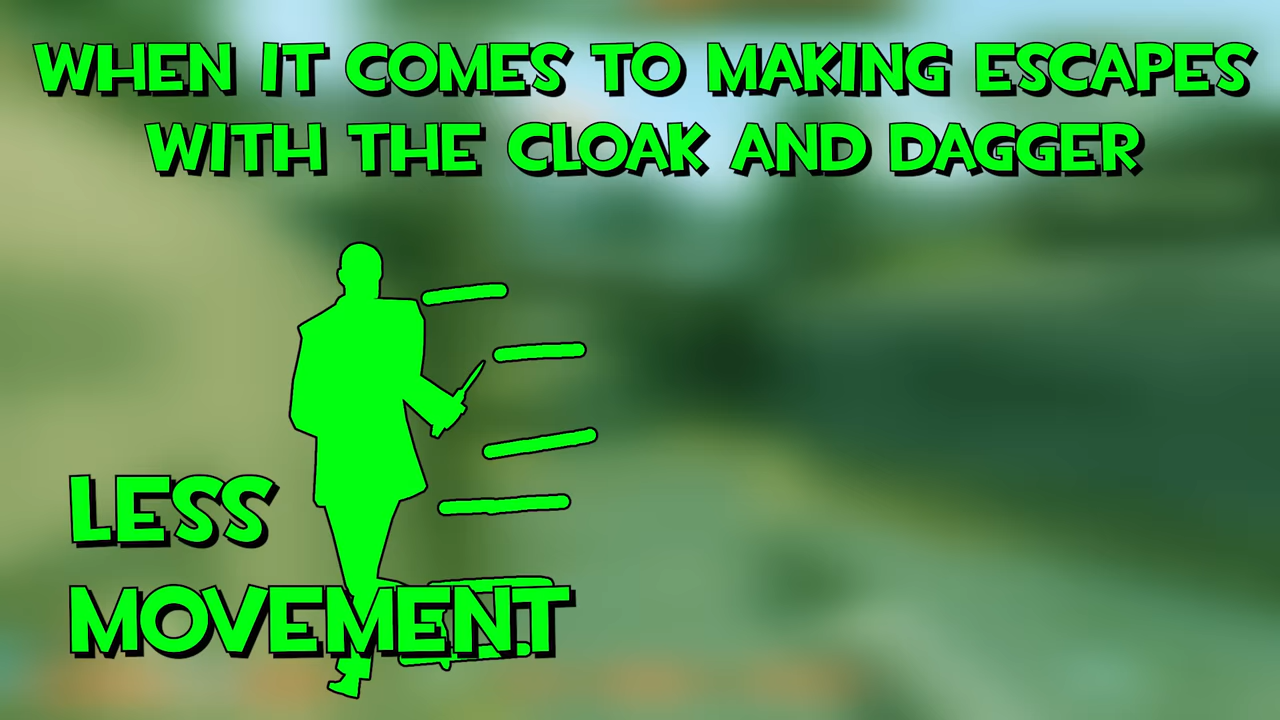 WHEN IT COMES TO MAKING ESCAPES
WITH THE CLOAK AND DAGGER
LESS
MOVEMENT